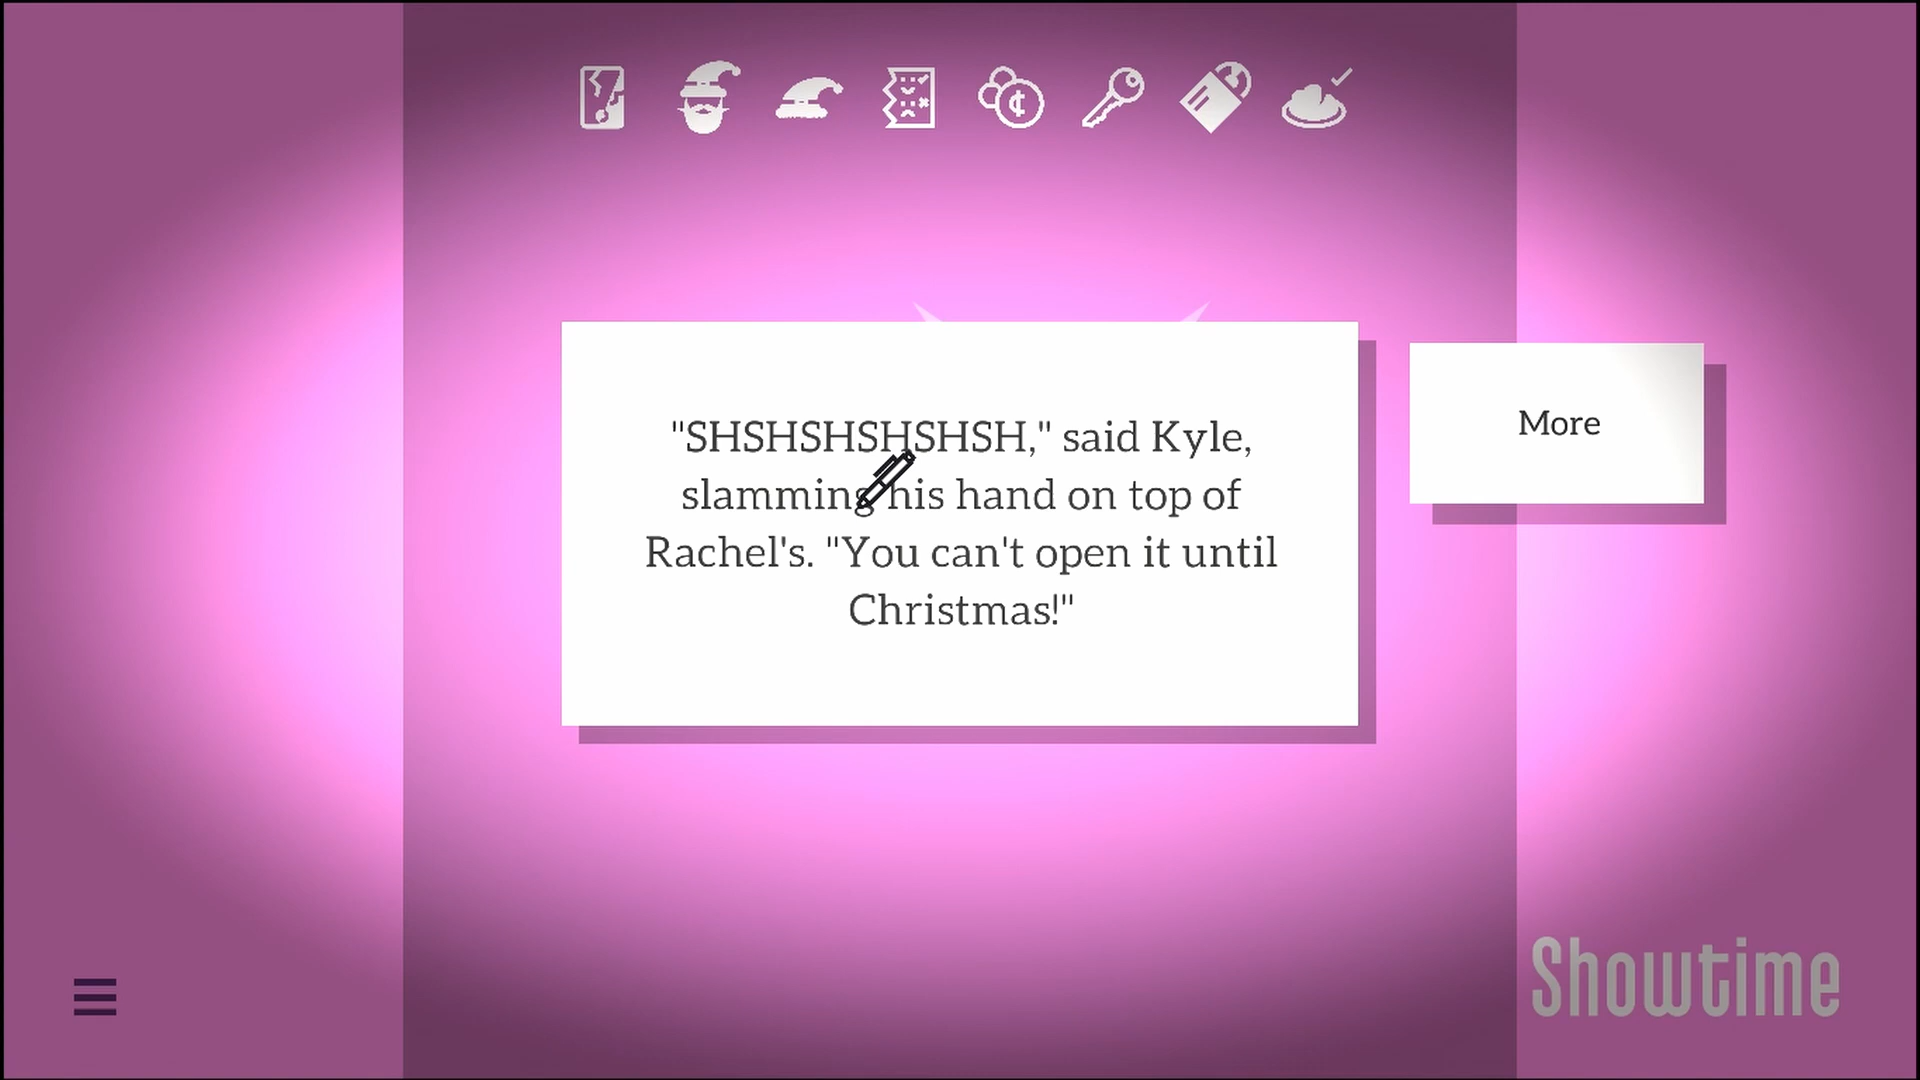 "SHSHSHSHSHSH," said Kyle,
slamming his hand on top of
Rachel's. "You can't open it until
Christmas!"
More
Showtime